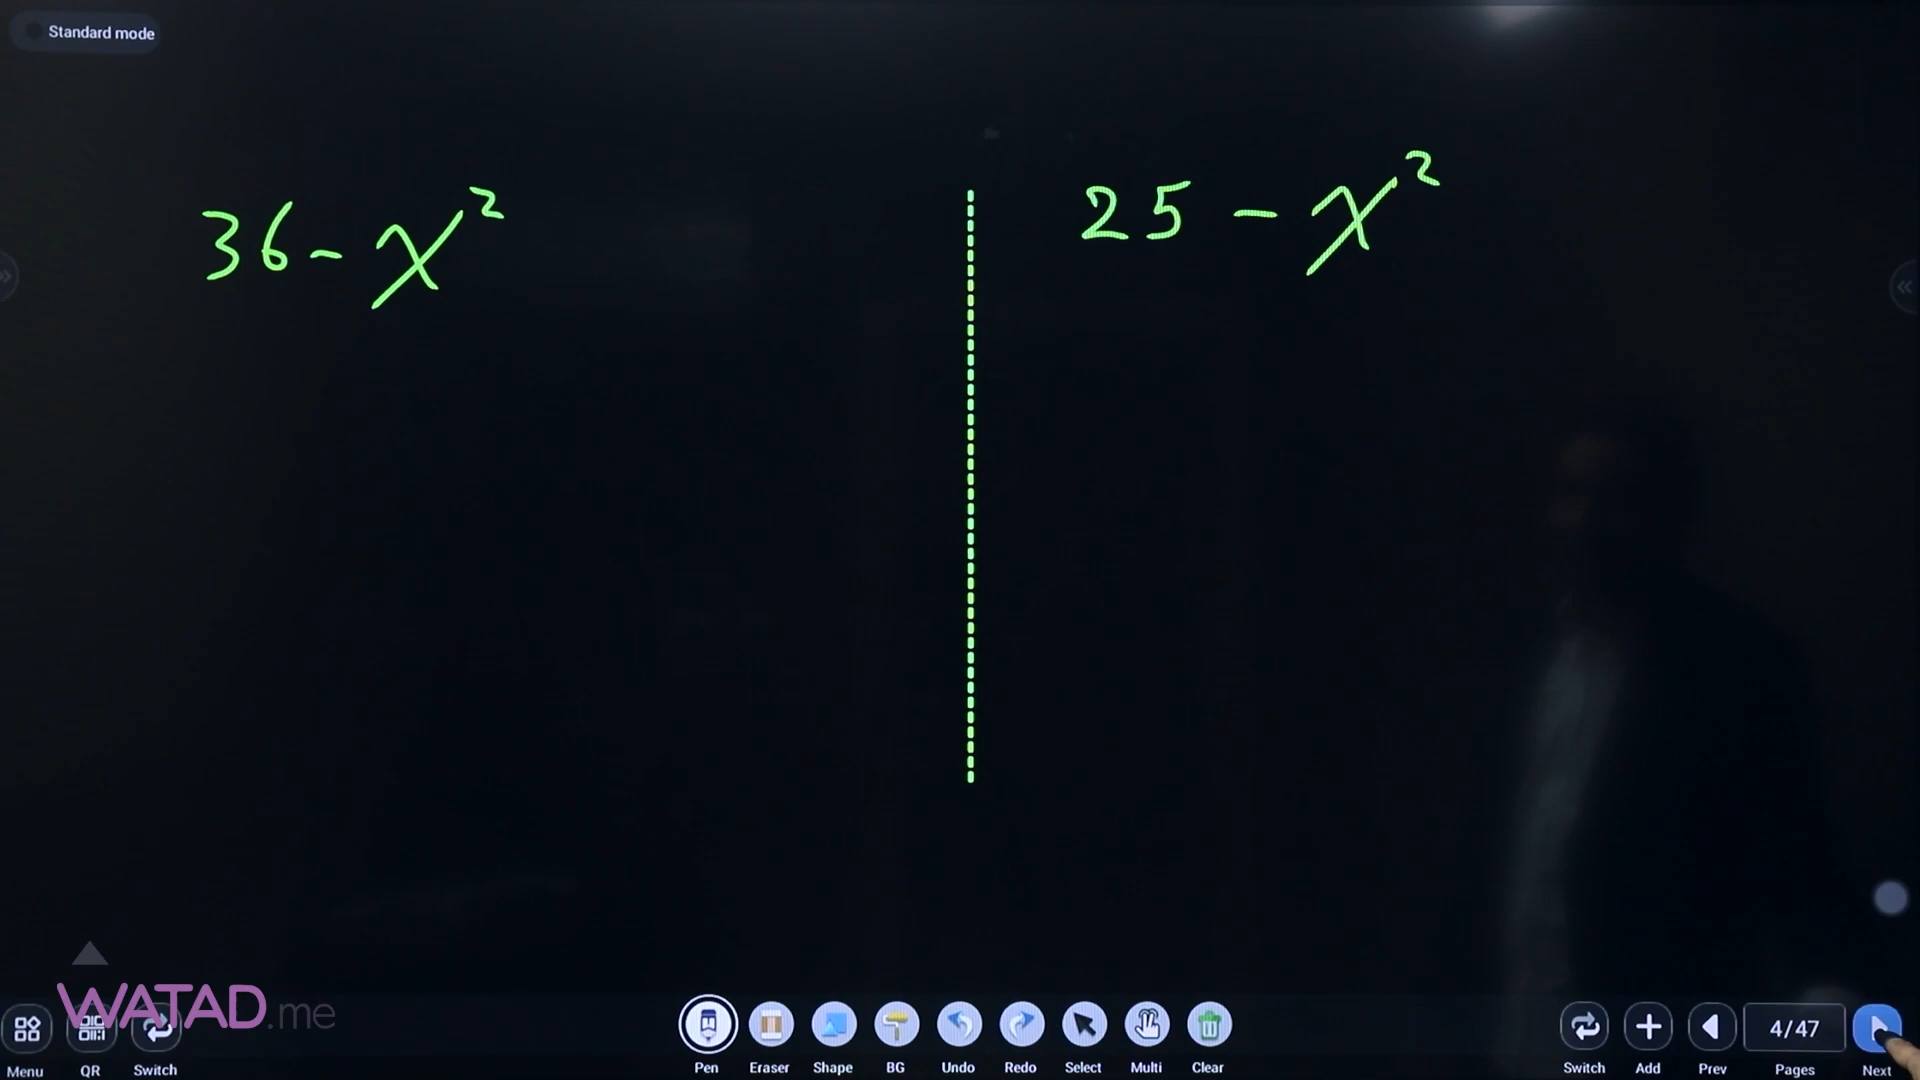 Standard mode
36 - x²
25 - x²
WATAD.me
Menu
QR
Switch
Pen
Eraser
Shape
BG
Undo
Redo
Select
Multi
Clear
Switch
Add
Prev
4/47
Pages
Next